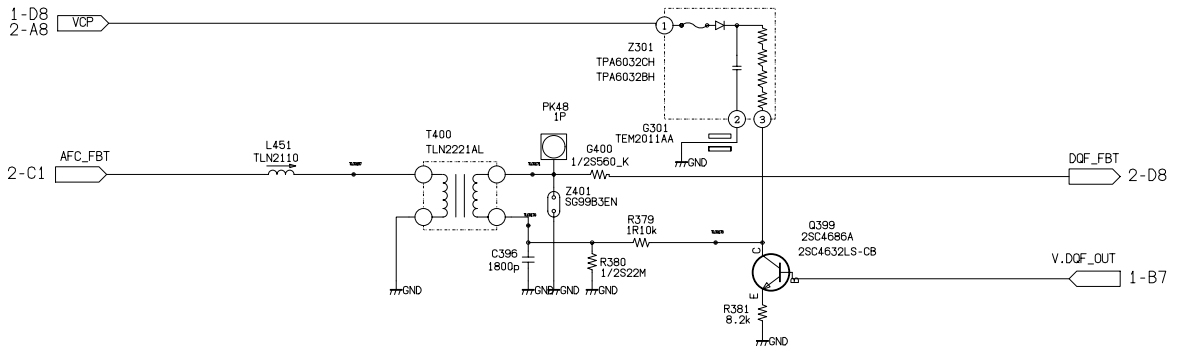 1-D8
2-A8
VCP
1
Z301
TPA6032CH
TPA6032BH
2
3
PK48
1P
G301
TEM2011AA
GND
T400
TLN2221AL
L451
TLN2110
G400
1/2S560_K
AFC_FBT
2-C1
DQF_FBT
2-D8
Z401
SG99B3EN
R379
1R10k
Q399
2SC4686A
2SC4632LS-CB
C
B
E
C396
1800p
R380
1/2S22M
V.DQF_OUT
1-B7
GND
GND
GND
GND
R381
8.2k
GND